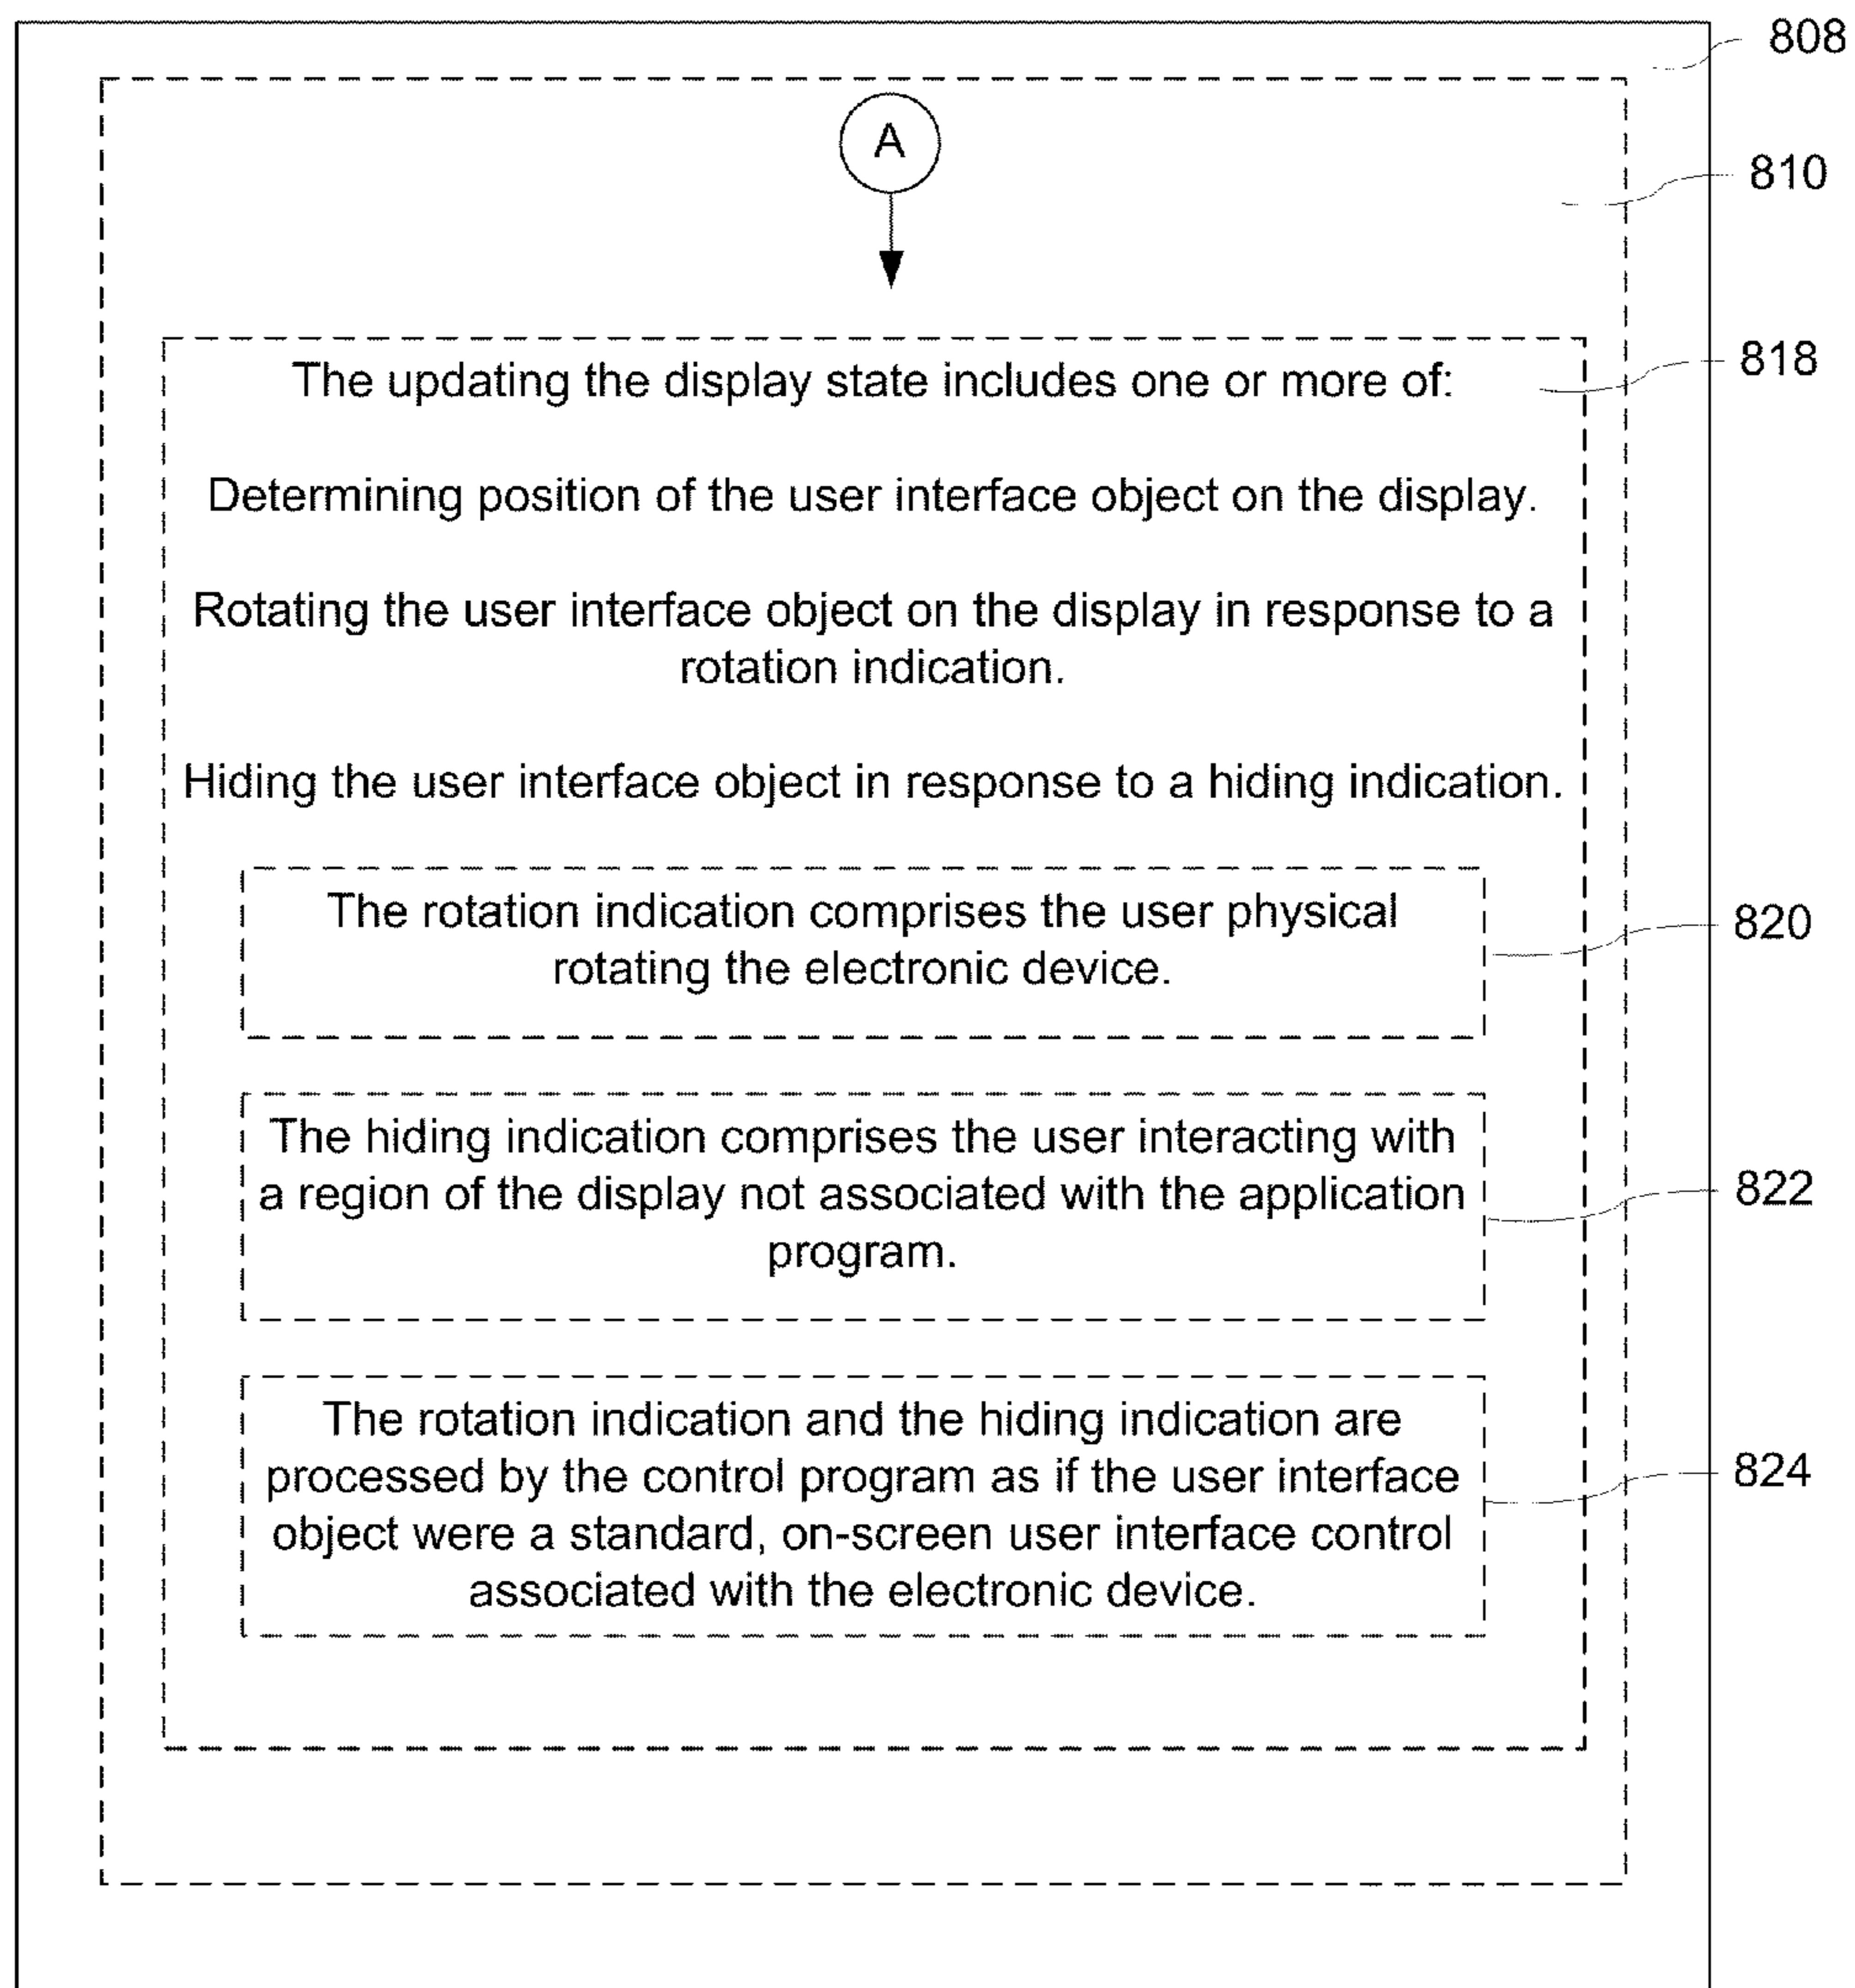 808
A
810
The updating the display state includes one or more of:
818
Determining position of the user interface object on the display.
Rotating the user interface object on the display in response to a
rotation indication.
Hiding the user interface object in response to a hiding indication.
The rotation indication comprises the user physical
rotating the electronic device.
820
The hiding indication comprises the user interacting with
a region of the display not associated with the application
program.
822
The rotation indication and the hiding indication are
processed by the control program as if the user interface
object were a standard, on-screen user interface control
associated with the electronic device.
824